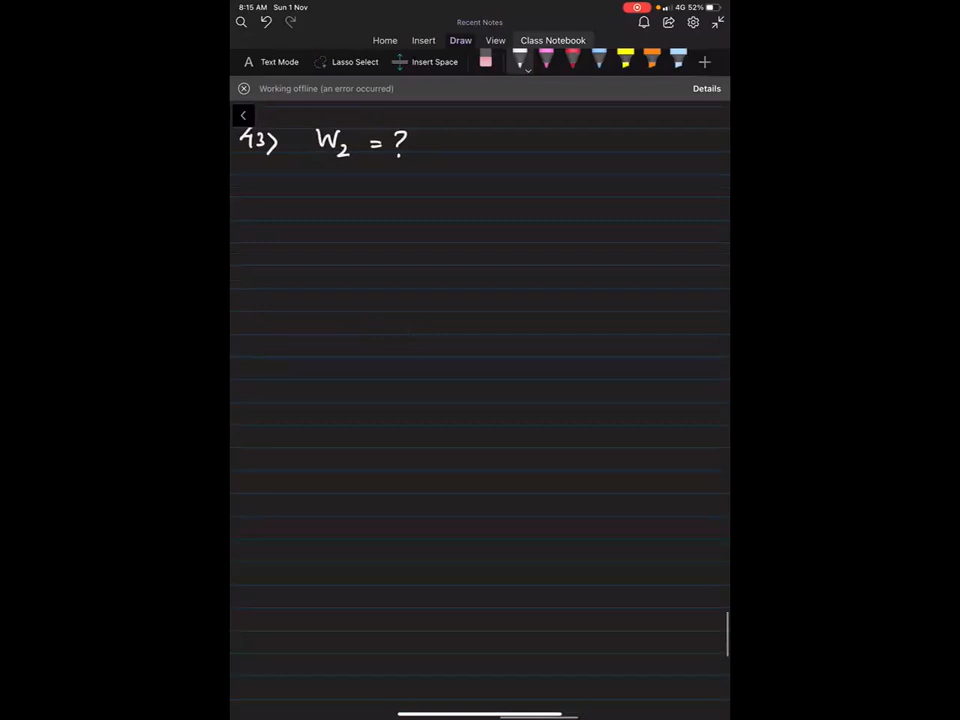 8:15 AM Sun 1 Nov 4G 52%
Recent Notes
Home Insert Draw View Class Notebook
Text Mode Lasso Select Insert Space
Working offline (an error occurred) Details
W₂ = ?